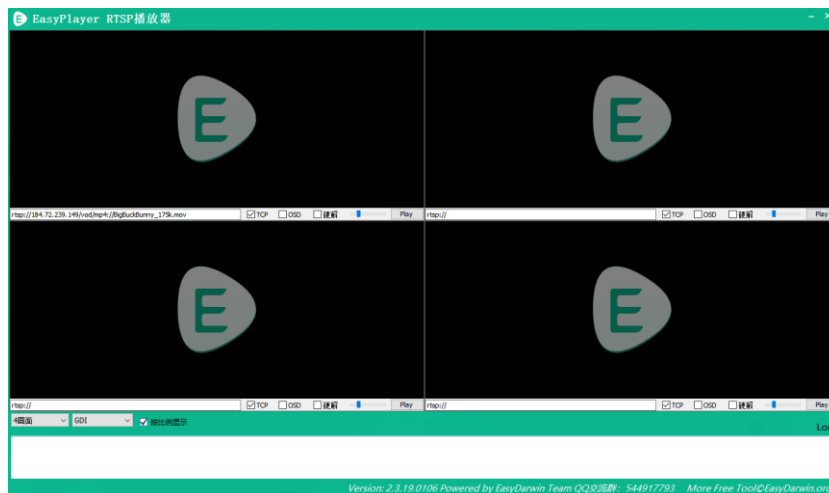 EasyPlayer RTSP播放器
rtsp://184.72.239.149/vod/mp4://BigBuckBunny_175k.mov TCP OSD 硬解 Play
rtsp:// TCP OSD 硬解 Play
rtsp:// TCP OSD 硬解 Play
rtsp:// TCP OSD 硬解 Play
4画面 GDI 按比例显示
Log
Version: 2.3.19.0106 Powered by EasyDarwin Team QQ交流群：544917793 More Free Tool@EasyDarwin.org